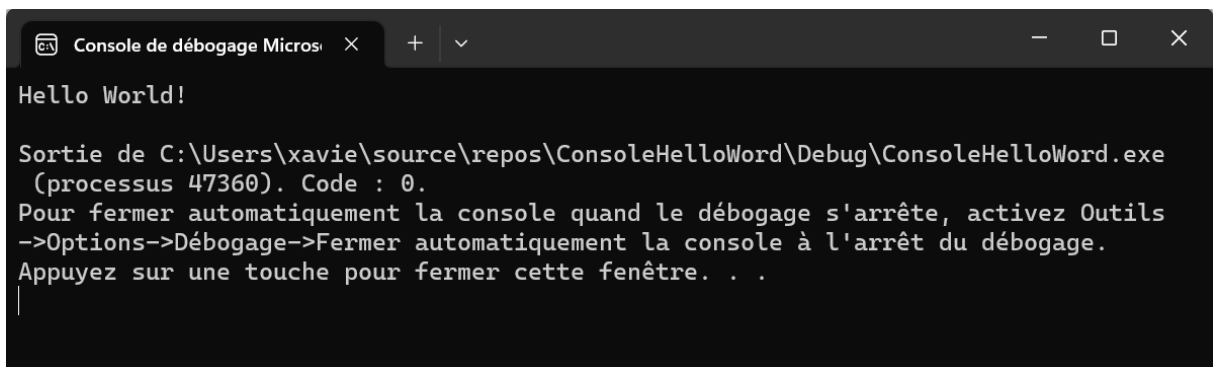 Console de débogage Micros
Hello World!
Sortie de C:\Users\xavie\source\repos\ConsoleHelloWord\Debug\ConsoleHelloWord.exe
(processus 47360). Code : 0.
Pour fermer automatiquement la console quand le débogage s'arrête, activez Outils
->Options->Débogage->Fermer automatiquement la console à l'arrêt du débogage.
Appuyez sur une touche pour fermer cette fenêtre. . .